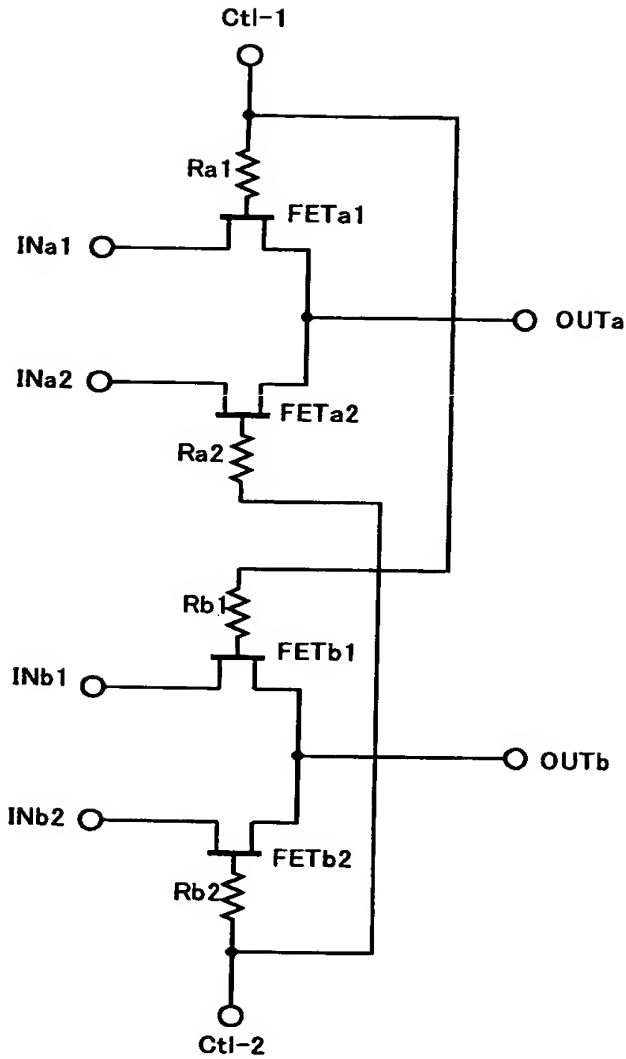 Ctl-1
Ra1
FETa1
INa1
OUTa
INa2
FETa2
Ra2
Rb1
FETb1
INb1
OUTb
INb2
FETb2
Rb2
Ctl-2